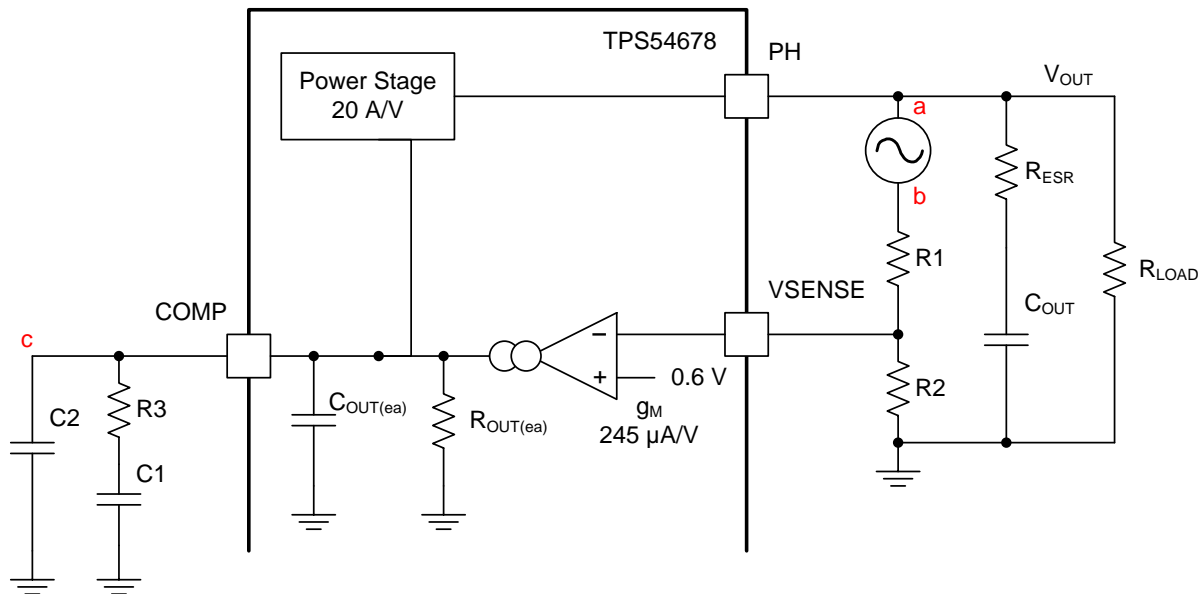 TPS54678
PH
Power Stage
20 A/V
VOUT
a
b
RESR
R1
RLOAD
VSENSE
COMP
COUT
c
− 
+
0.6 V
R2
C2
R3
COUT(ea)
ROUT(ea)
gM
245 µA/V
C1